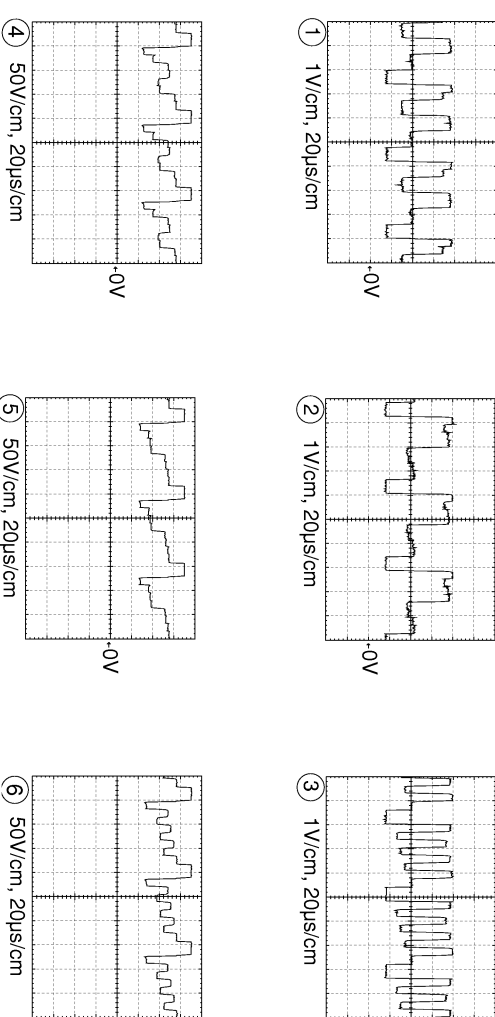 ←0V
←0V
① 1V/cm, 20µs/cm
② 1V/cm, 20µs/cm
③ 1V/cm, 20µs/cm
←0V
←0V
④ 50V/cm, 20µs/cm
⑤ 50V/cm, 20µs/cm
⑥ 50V/cm, 20µs/cm